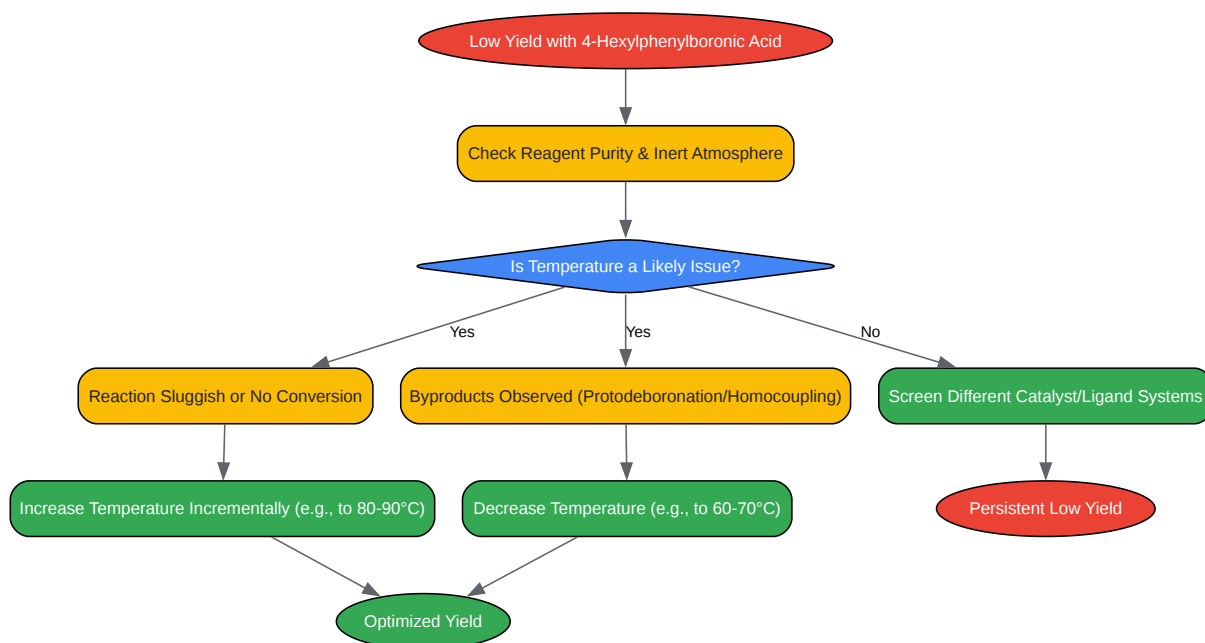 Low Yield with 4-Hexylphenylboronic Acid
Check Reagent Purity & Inert Atmosphere
Is Temperature a Likely Issue?
Yes
Yes
No
Reaction Sluggish or No Conversion
Byproducts Observed (Protodeboronation/Homocoupling)
Screen Different Catalyst/Ligand Systems
Increase Temperature Incrementally (e.g., to 80-90°C)
Decrease Temperature (e.g., to 60-70°C)
Persistent Low Yield
Optimized Yield